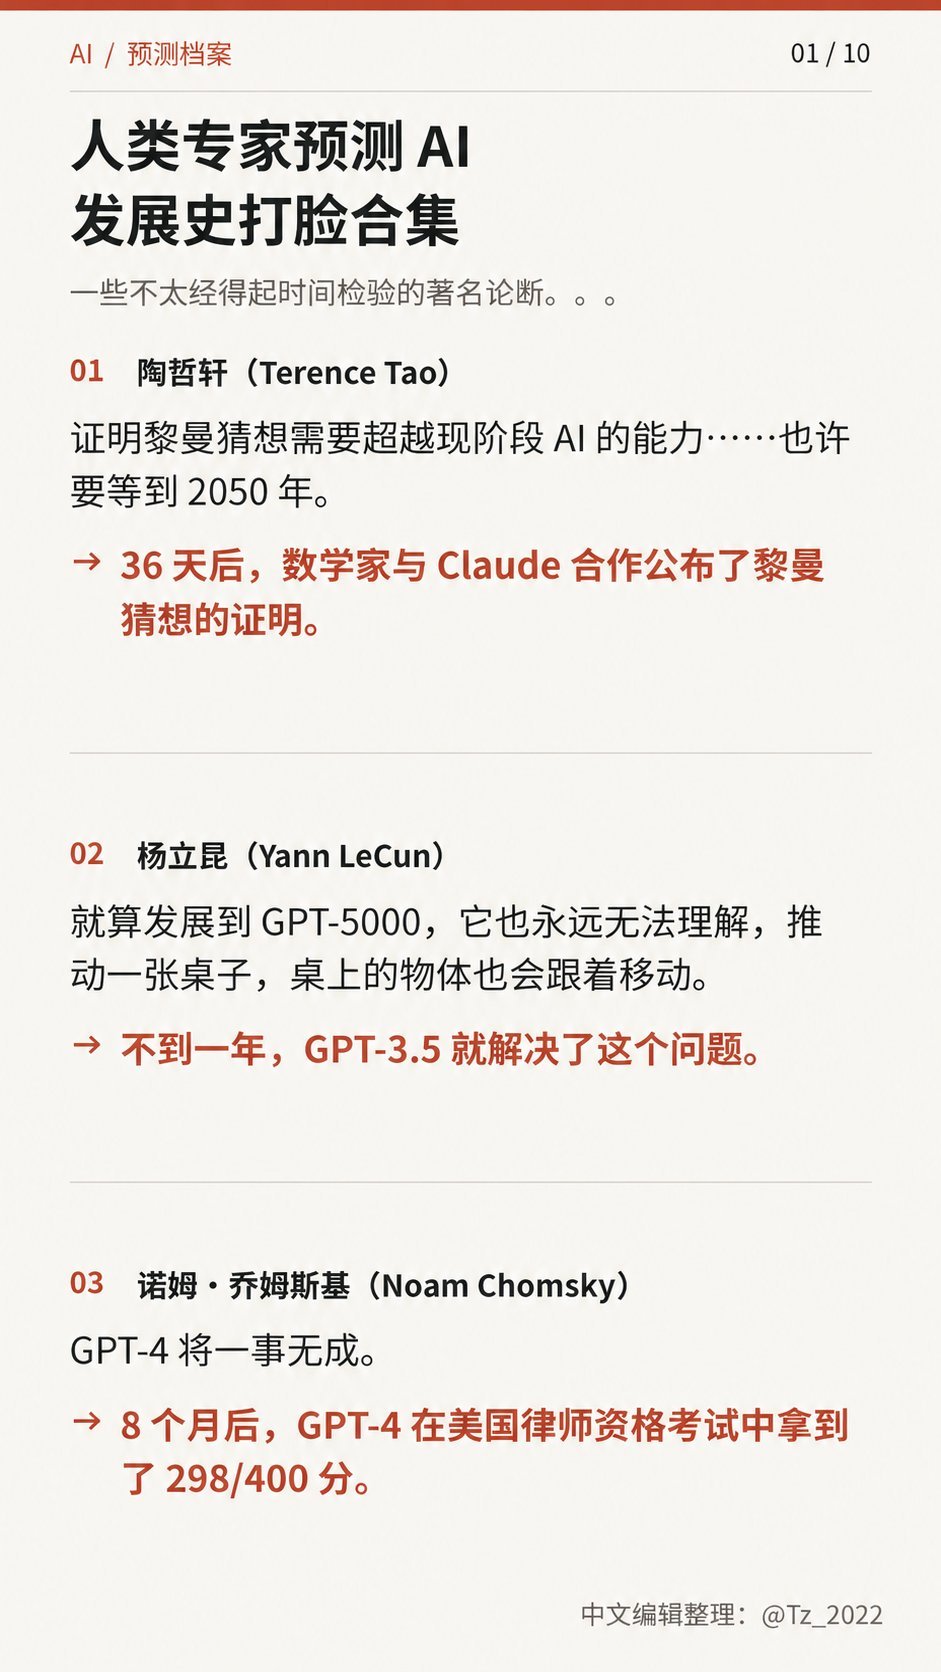 AI / 预测档案
01 / 10
人类专家预测 AI
发展史打脸合集
一些不太经得起时间检验的著名论断。。。
01 陶哲轩（Terence Tao）
证明黎曼猜想需要超越现阶段 AI 的能力……也许
要等到 2050 年。
→ 36 天后，数学家与 Claude 合作公布了黎曼
猜想的证明。
02 杨立昆（Yann LeCun）
就算发展到 GPT-5000，它也永远无法理解，推
动一张桌子，桌上的物体也会跟着移动。
→ 不到一年，GPT-3.5 就解决了这个问题。
03 诺姆·乔姆斯基（Noam Chomsky）
GPT-4 将一事无成。
→ 8 个月后，GPT-4 在美国律师资格考试中拿到
了 298/400 分。
中文编辑整理：@Tz_2022